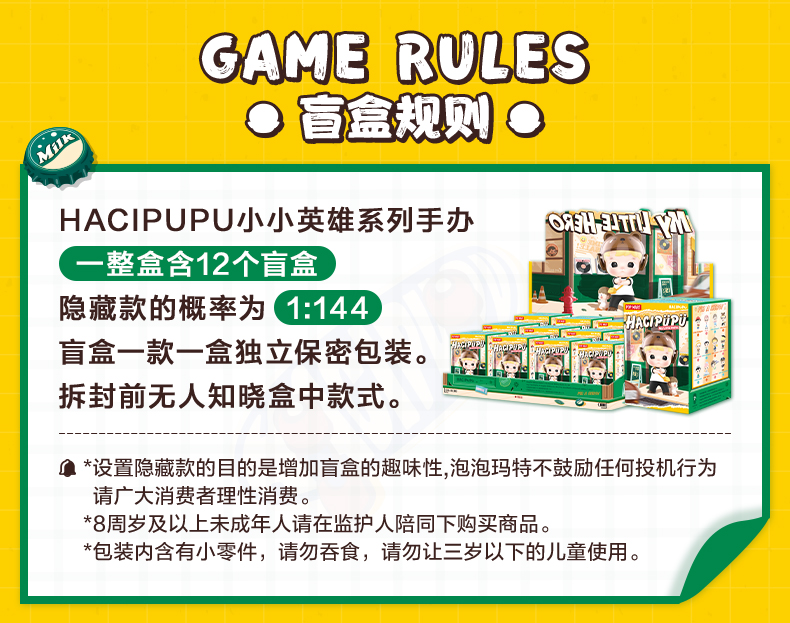 GAME RULES
盲盒规则
Milk
HACIPUPU小小英雄系列手办
一整盒含12个盲盒
隐藏款的概率为 1:144
盲盒一款一盒独立保密包装。
拆封前无人知晓盒中款式。
MY LITTLE HERO
POP MART
HACIPUPU
HACIPUPU
HACIPUPU
HACIPUPU
HACIPUPU
*设置隐藏款的目的是增加盲盒的趣味性,泡泡玛特不鼓励任何投机行为
请广大消费者理性消费。
*8周岁及以上未成年人请在监护人陪同下购买商品。
*包装内含有小零件，请勿吞食，请勿让三岁以下的儿童使用。